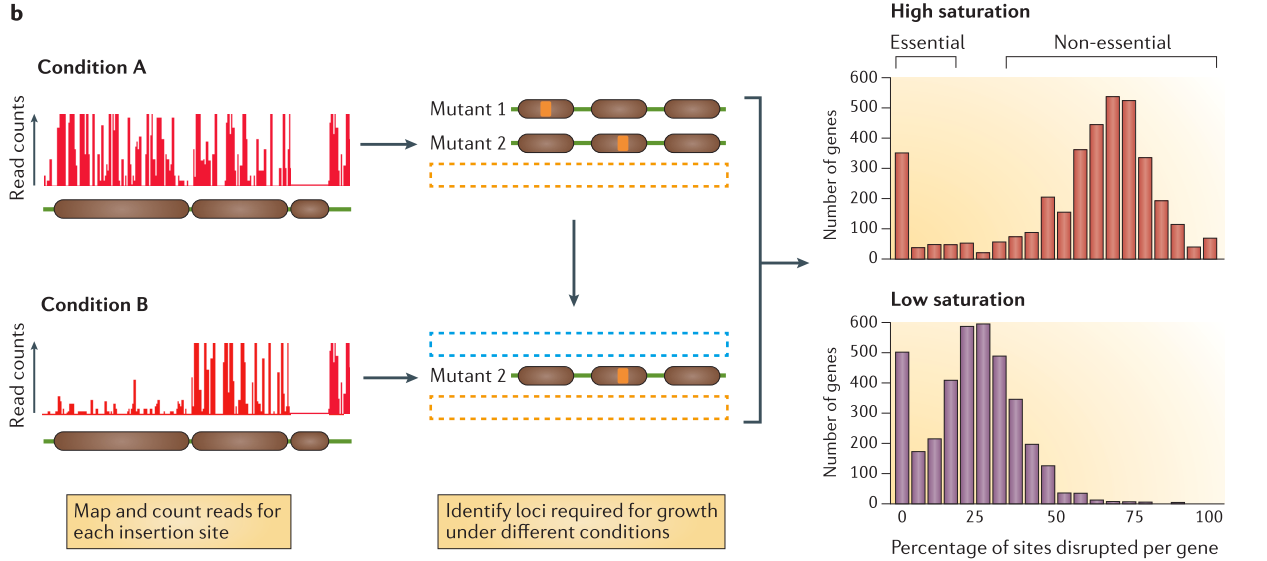 b
Condition A
Read counts
Mutant 1
Mutant 2
Condition B
Read counts
Mutant 2
Map and count reads for
each insertion site
Identify loci required for growth
under different conditions
High saturation
Essential
Non-essential
Number of genes
600
500
400
300
200
100
0
Low saturation
Number of genes
600
500
400
300
200
100
0
0 25 50 75 100
Percentage of sites disrupted per gene